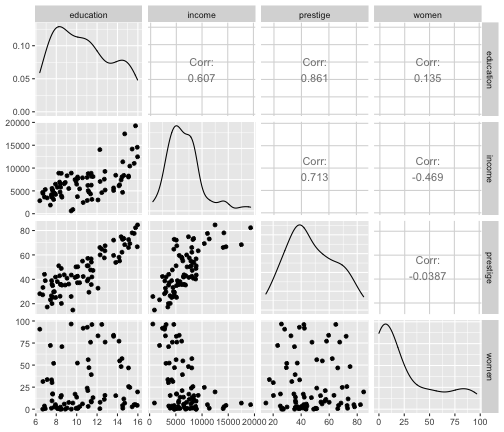 education income prestige women
0.10
0.05
0.00
education
Corr:
0.607
Corr:
0.861
Corr:
0.135
20000
15000
10000
5000
0
income
Corr:
0.713
Corr:
-0.469
80
60
40
20
prestige
Corr:
-0.0387
100
75
50
25
0
women
6 8 10 12 14 16
0 5000 10000 15000 20000
20 40 60 80
0 25 50 75 100